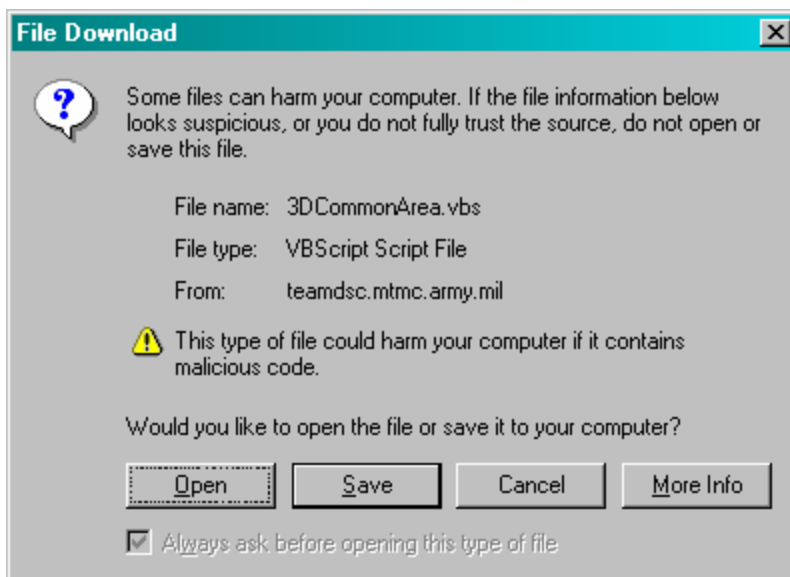 File Download
Some files can harm your computer. If the file information below
looks suspicious, or you do not fully trust the source, do not open or
save this file.
File name: 3DCommonArea.vbs
File type: VBScript Script File
From: teamdsc.mtmc.army.mil
This type of file could harm your computer if it contains
malicious code.
Would you like to open the file or save it to your computer?
Open Save Cancel More Info
Always ask before opening this type of file